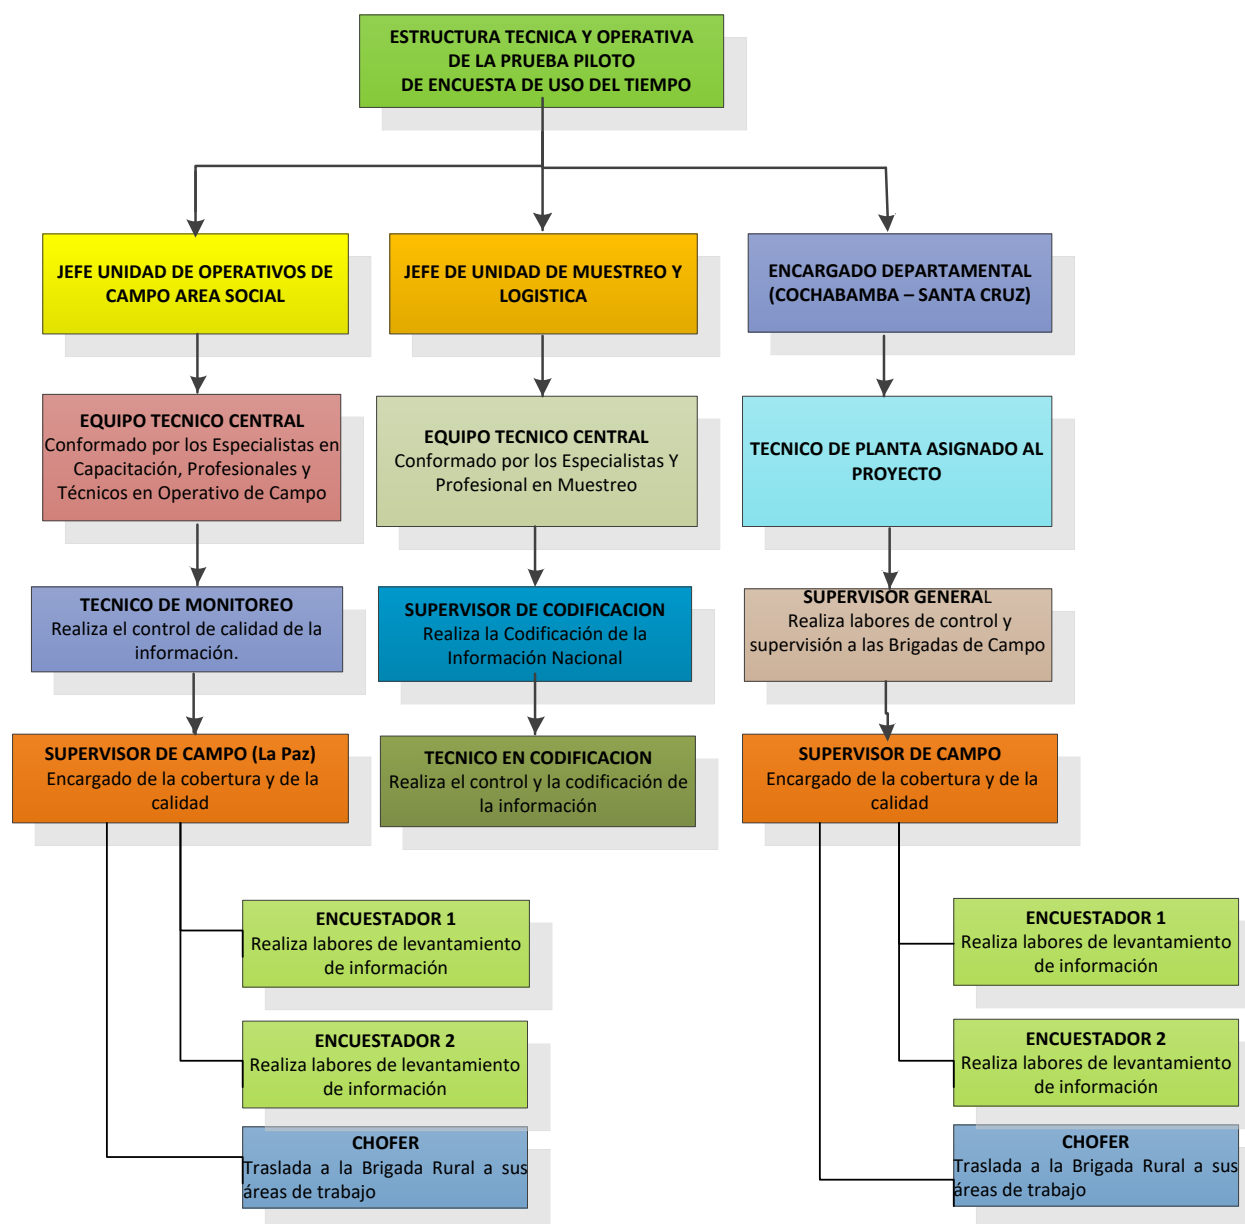 ESTRUCTURA TECNICA Y OPERATIVA
DE LA PRUEBA PILOTO
DE ENCUESTA DE USO DEL TIEMPO
JEFE UNIDAD DE OPERATIVOS DE
CAMPO AREA SOCIAL
JEFE DE UNIDAD DE MUESTREO Y
LOGISTICA
ENCARGADO DEPARTAMENTAL
(COCHABAMBA – SANTA CRUZ)
EQUIPO TECNICO CENTRAL
Conformado por los Especialistas en
Capacitación, Profesionales y
Técnicos en Operativo de Campo
EQUIPO TECNICO CENTRAL
Conformado por los Especialistas Y
Profesional en Muestreo
TECNICO DE PLANTA ASIGNADO AL
PROYECTO
TECNICO DE MONITOREO
Realiza el control de calidad de la
información.
SUPERVISOR DE CODIFICACION
Realiza la Codificación de la
Información Nacional
SUPERVISOR GENERAL
Realiza labores de control y
supervisión a las Brigadas de Campo
SUPERVISOR DE CAMPO (La Paz)
Encargado de la cobertura y de la
calidad
TECNICO EN CODIFICACION
Realiza el control y la codificación de
la información
SUPERVISOR DE CAMPO
Encargado de la cobertura y de la
calidad
ENCUESTADOR 1
Realiza labores de levantamiento
de información
ENCUESTADOR 2
Realiza labores de levantamiento
de información
CHOFER
Traslada a la Brigada Rural a sus
áreas de trabajo
ENCUESTADOR 1
Realiza labores de levantamiento
de información
ENCUESTADOR 2
Realiza labores de levantamiento
de información
CHOFER
Traslada a la Brigada Rural a sus
áreas de trabajo